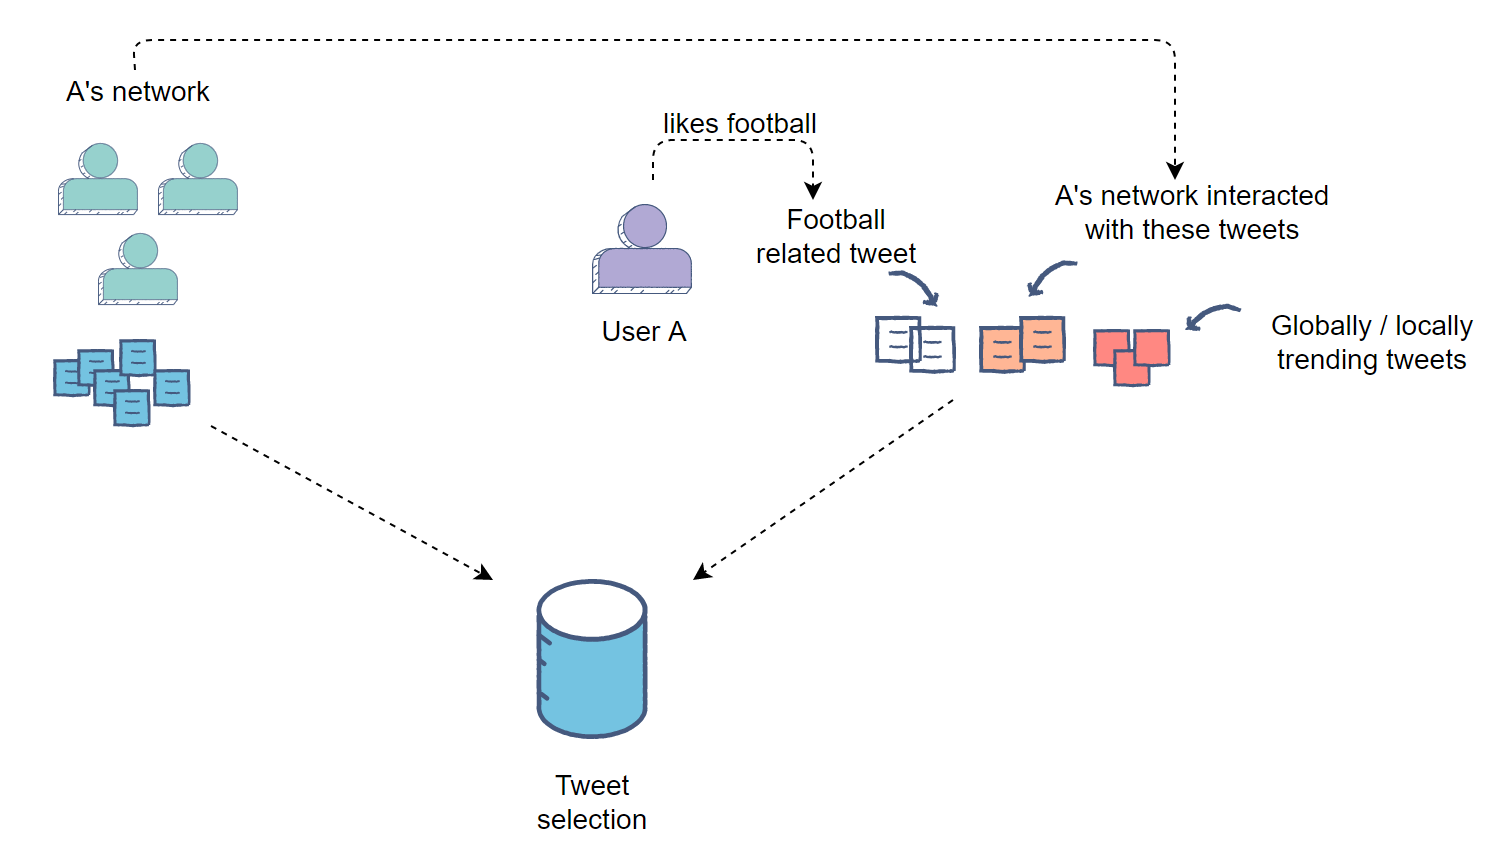 A's network
likes football
Football
related tweet
A's network interacted
with these tweets
User A
Globally / locally
trending tweets
Tweet
selection